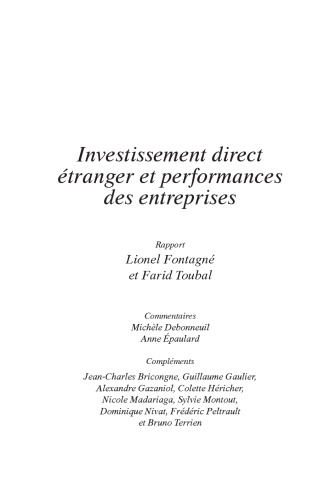 Investissement direct
étranger et performances
des entreprises
Rapport
Lionel Fontagné
et Farid Toubal
Commentaires
Michèle Debonneuil
Anne Épaulard
Compléments
Jean-Charles Bricongne, Guillaume Gaulier,
Alexandre Gazaniol, Colette Héricher,
Nicole Madariaga, Sylvie Montout,
Dominique Nivat, Frédéric Peltrault
et Bruno Terrien